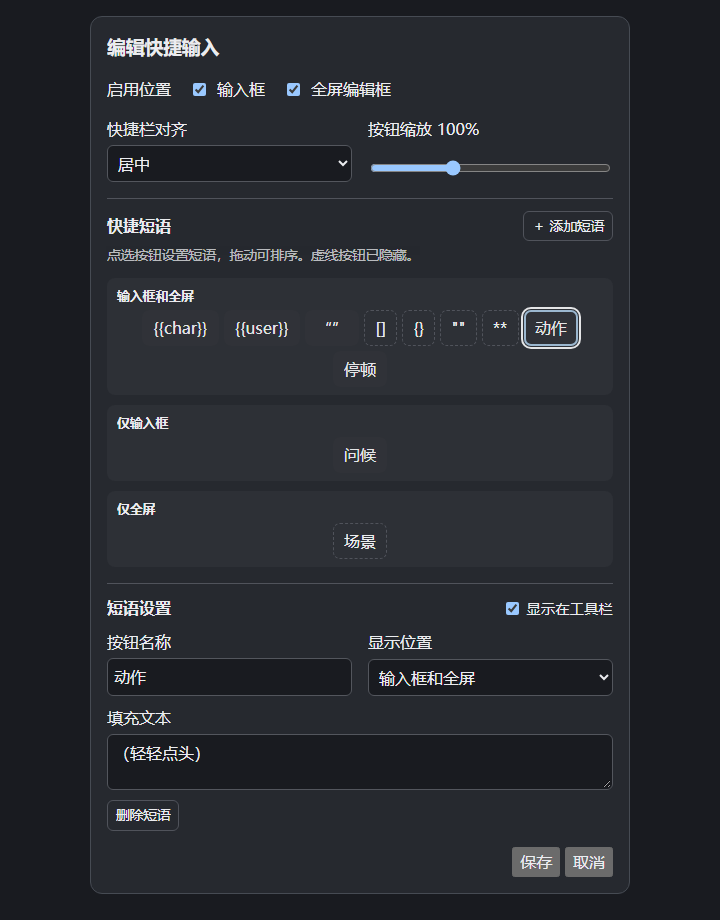 编辑快捷输入
启用位置 输入框 全屏编辑框
快捷栏对齐 按钮缩放 100%
居中
快捷短语 + 添加短语
点选按钮设置短语，拖动可排序。虚线按钮已隐藏。
输入框和全屏
{{char}} {{user}} “” [] {} "" ** 动作
停顿
仅输入框
问候
仅全屏
场景
短语设置 显示在工具栏
按钮名称 显示位置
动作 输入框和全屏
填充文本
（轻轻点头）
删除短语
保存 取消